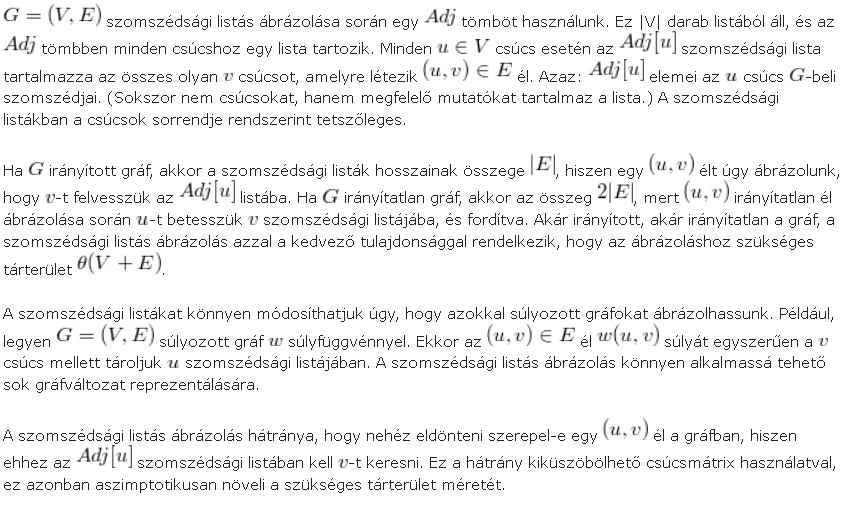 G = (V, E) szomszédsági listás ábrázolása során egy Adj tömböt használunk. Ez |V| darab listából áll, és az
Adj tömbben minden csúcshoz egy lista tartozik. Minden u ∈ V csúcs esetén az Adj[u] szomszédsági lista
tartalmazza az összes olyan v csúcsot, amelyre létezik (u, v) ∈ E él. Azaz: Adj[u] elemei az u csúcs G-beli
szomszédjai. (Sokszor nem csúcsokat, hanem megfelelő mutatókat tartalmaz a lista.) A szomszédsági
listákban a csúcsok sorrendje rendszerint tetszőleges.
Ha G irányított gráf, akkor a szomszédsági listák hosszainak összege |E|, hiszen egy (u, v) élt úgy ábrázolunk,
hogy v-t felvesszük az Adj[u] listába. Ha G irányítatlan gráf, akkor az összeg 2|E|, mert (u, v) irányítatlan él
ábrázolása során u-t betesszük v szomszédsági listájába, és fordítva. Akár irányított, akár irányítatlan a gráf, a
szomszédsági listás ábrázolás azzal a kedvező tulajdonsággal rendelkezik, hogy az ábrázoláshoz szükséges
tárterület θ(V + E).
A szomszédsági listákat könnyen módosíthatjuk úgy, hogy azokkal súlyozott gráfokat ábrázolhassunk. Például,
legyen G = (V, E) súlyozott gráf w súlyfüggvénnyel. Ekkor az (u, v) ∈ E él w(u, v) súlyát egyszerűen a v
csúcs mellett tároljuk u szomszédsági listájában. A szomszédsági listás ábrázolás könnyen alkalmassá tehető
sok gráfváltozat reprezentálására.
A szomszédsági listás ábrázolás hátránya, hogy nehéz eldönteni szerepel-e egy (u, v) él a gráfban, hiszen
ehhez az Adj[u] szomszédsági listában kell v-t keresni. Ez a hátrány kiküszöbölhető csúcsmátrix használatval,
ez azonban aszimptotikusan növeli a szükséges tárterület méretét.